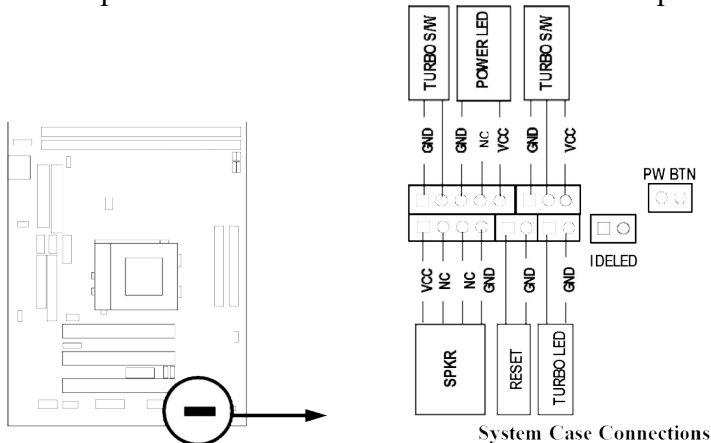 TURBO S/W
POWER LED
TURBO S/W
GND
GND
NC
VCC
GND
VCC
PW BTN
IDELED
VCC
NC
NC
GND
GND
GND
SPKR
RESET
TURBO LED
System Case Connections